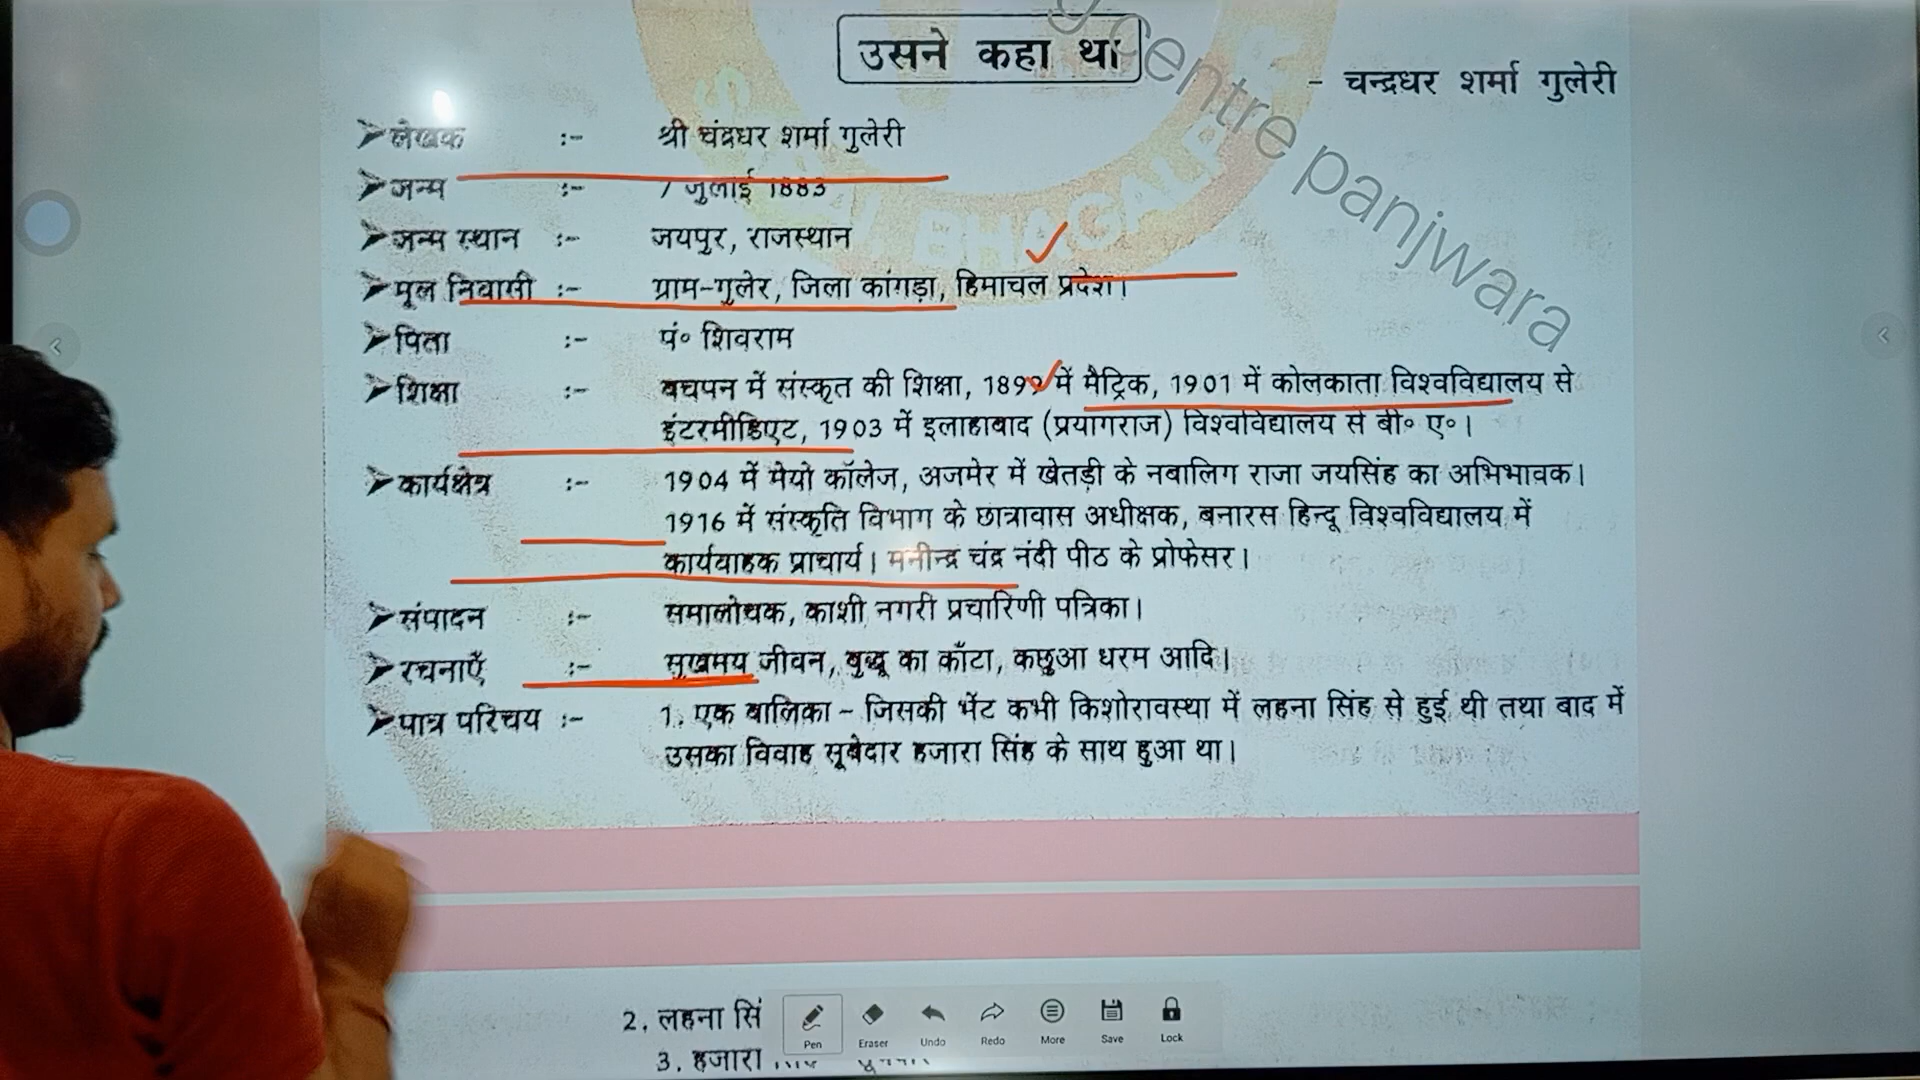 उसने कहा था
- चन्द्रधर शर्मा गुलेरी
g centre panjwara
BHAGALP
➤लेखक :- श्री चंद्रधर शर्मा गुलेरी
➤जन्म :- 7 जुलाई 1883
➤जन्म स्थान :- जयपुर, राजस्थान
➤मूल निवासी :- ग्राम-गुलेर, जिला कांगड़ा, हिमाचल प्रदेश।
➤पिता :- पं॰ शिवराम
➤शिक्षा :- बचपन में संस्कृत की शिक्षा, में मैट्रिक, 1901 में कोलकाता विश्वविद्यालय से
इंटरमीडिएट, 1903 में इलाहाबाद (प्रयागराज) विश्वविद्यालय से बी॰ ए॰।
➤कार्यक्षेत्र :- 1904 में मेयो कॉलेज, अजमेर में खेतड़ी के नबालिग राजा जयसिंह का अभिभावक।
1916 में संस्कृति विभाग के छात्रावास अधीक्षक, बनारस हिन्दू विश्वविद्यालय में
कार्यवाहक प्राचार्य। मनीन्द्र चंद्र नंदी पीठ के प्रोफेसर।
➤संपादन :- समालोचक, काशी नगरी प्रचारिणी पत्रिका।
➤रचनाएँ :- सुखमय जीवन, बुद्धू का काँटा, कछुआ धरम आदि।
➤पात्र परिचय :- 1. एक बालिका - जिसकी भेंट कभी किशोरावस्था में लहना सिंह से हुई थी तथा बाद में
उसका विवाह सूबेदार हजारा सिंह के साथ हुआ था।
2. लहना सिं
3. हजारा
Pen Eraser Undo Redo More Save Lock